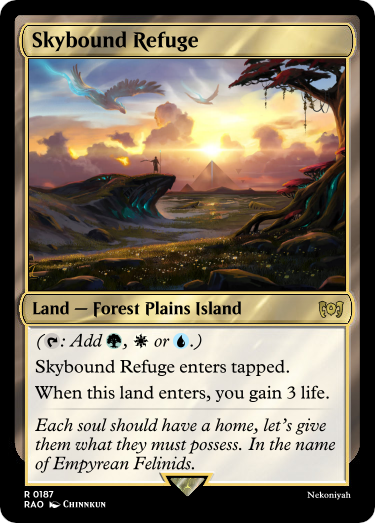 Skybound Refuge
Land — Forest Plains Island
(: Add , or .)
Skybound Refuge enters tapped.
When this land enters, you gain 3 life.
Each soul should have a home, let's give
them what they must possess. In the name
of Empyrean Felinids.
R 0187
RAO Chinnkun
Nekoniyah